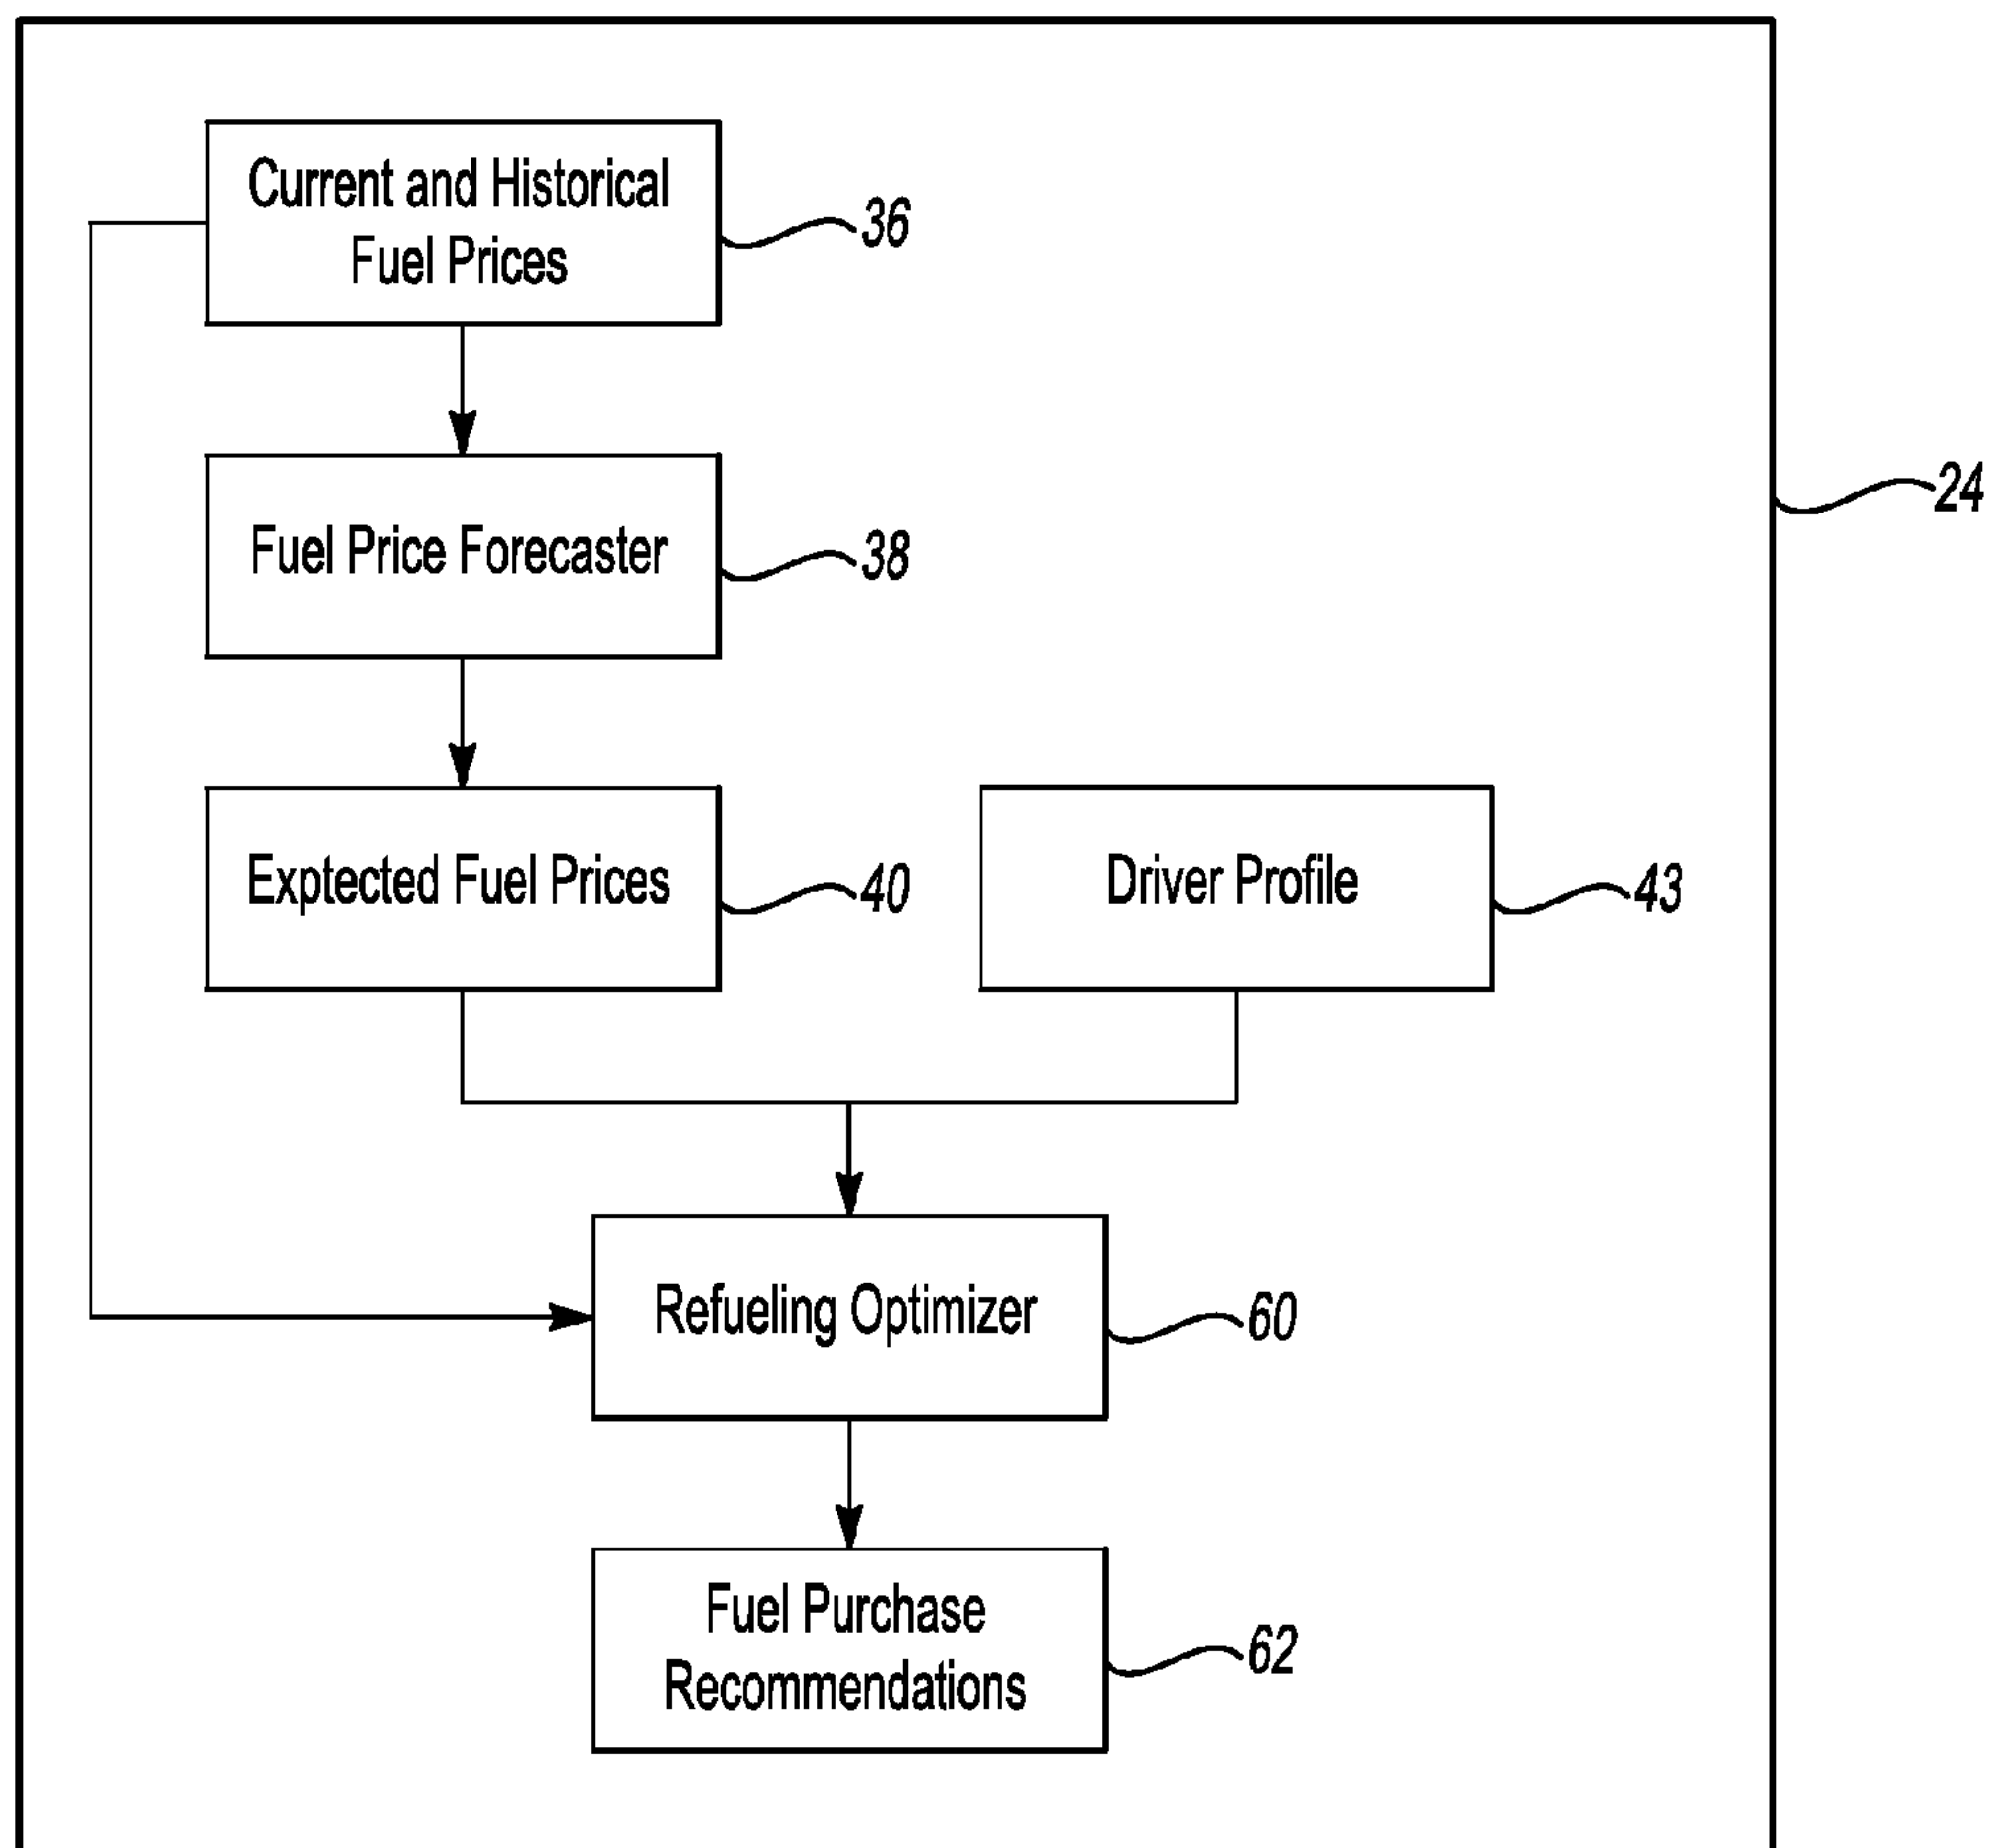 Current and Historical
Fuel Prices
36
24
Fuel Price Forecaster
38
Exptected Fuel Prices
40
Driver Profile
43
Refueling Optimizer
60
Fuel Purchase
Recommendations
62